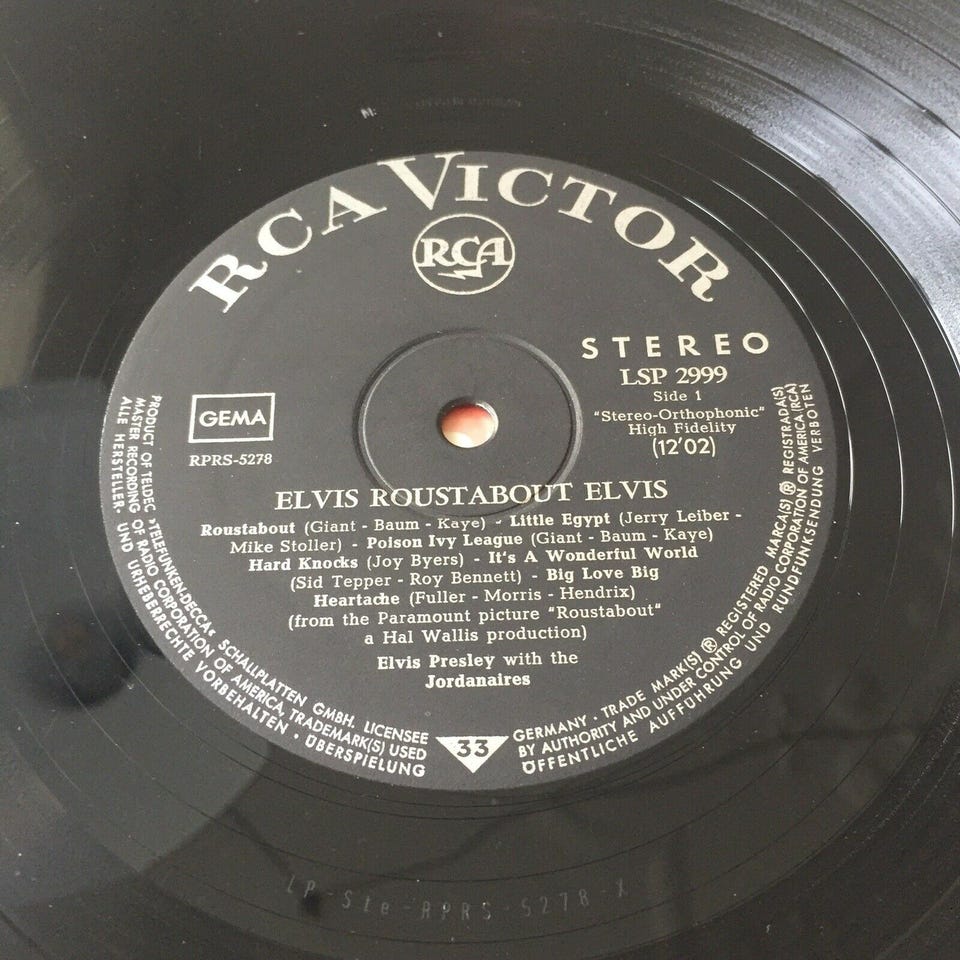 RCA VICTOR
RCA
STEREO
LSP 2999
Side 1
"Stereo-Orthophonic"
High Fidelity
(12'02)
GEMA
RPRS-5278
ELVIS ROUSTABOUT ELVIS
Roustabout (Giant - Baum - Kaye) - Little Egypt (Jerry Leiber -
Mike Stoller) - Poison Ivy League (Giant - Baum - Kaye)
Hard Knocks (Joy Byers) - It's A Wonderful World
(Sid Tepper - Roy Bennett) - Big Love Big
Heartache (Fuller - Morris - Hendrix)
(from the Paramount picture "Roustabout"
a Hal Wallis production)
Elvis Presley with the
Jordanaires
33
PRODUCT OF TELDEC »TELEFUNKEN-DECCA« SCHALLPLATTEN GMBH. LICENSEE
MASTER RECORDING OF RADIO CORPORATION OF AMERICA, TRADEMARK(S) USED
ALLE HERSTELLER- UND URHEBERRECHTE VORBEHALTEN · ÜBERSPIELUNG
GERMANY · TRADE MARK(S) ® REGISTERED MARCA(S) ® REGISTRADA(S)
BY AUTHORITY AND UNDER CONTROL OF RADIO CORPORATION OF AMERICA.(RCA)
ÖFFENTLICHE AUFFÜHRUNG UND RUNDFUNKSENDUNG VERBOTEN
LP-Ste-RPRS-5278-X